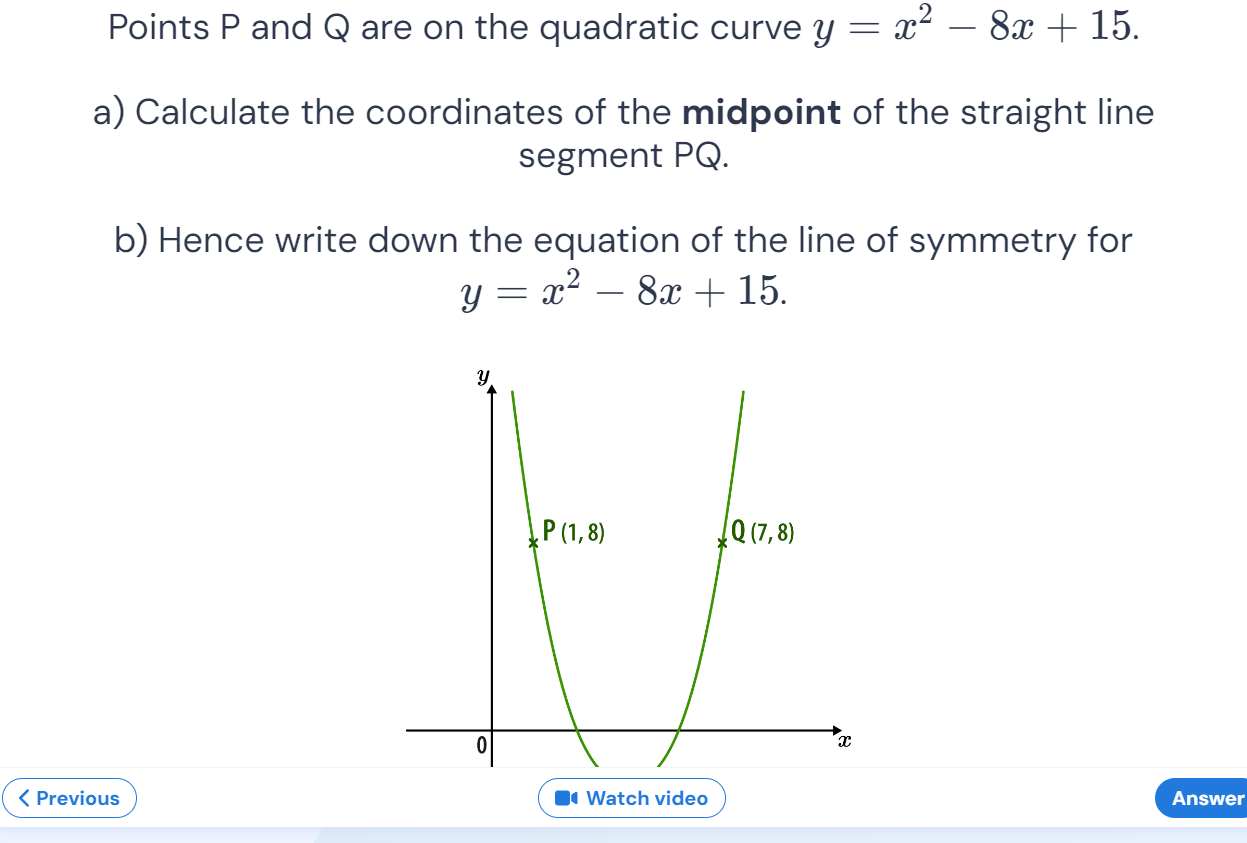 Points P and Q are on the quadratic curve y = x² − 8x + 15.
a) Calculate the coordinates of the midpoint of the straight line
segment PQ.
b) Hence write down the equation of the line of symmetry for
y = x² − 8x + 15.
y
P (1, 8)
Q (7, 8)
0
x
Previous
Watch video
Answer